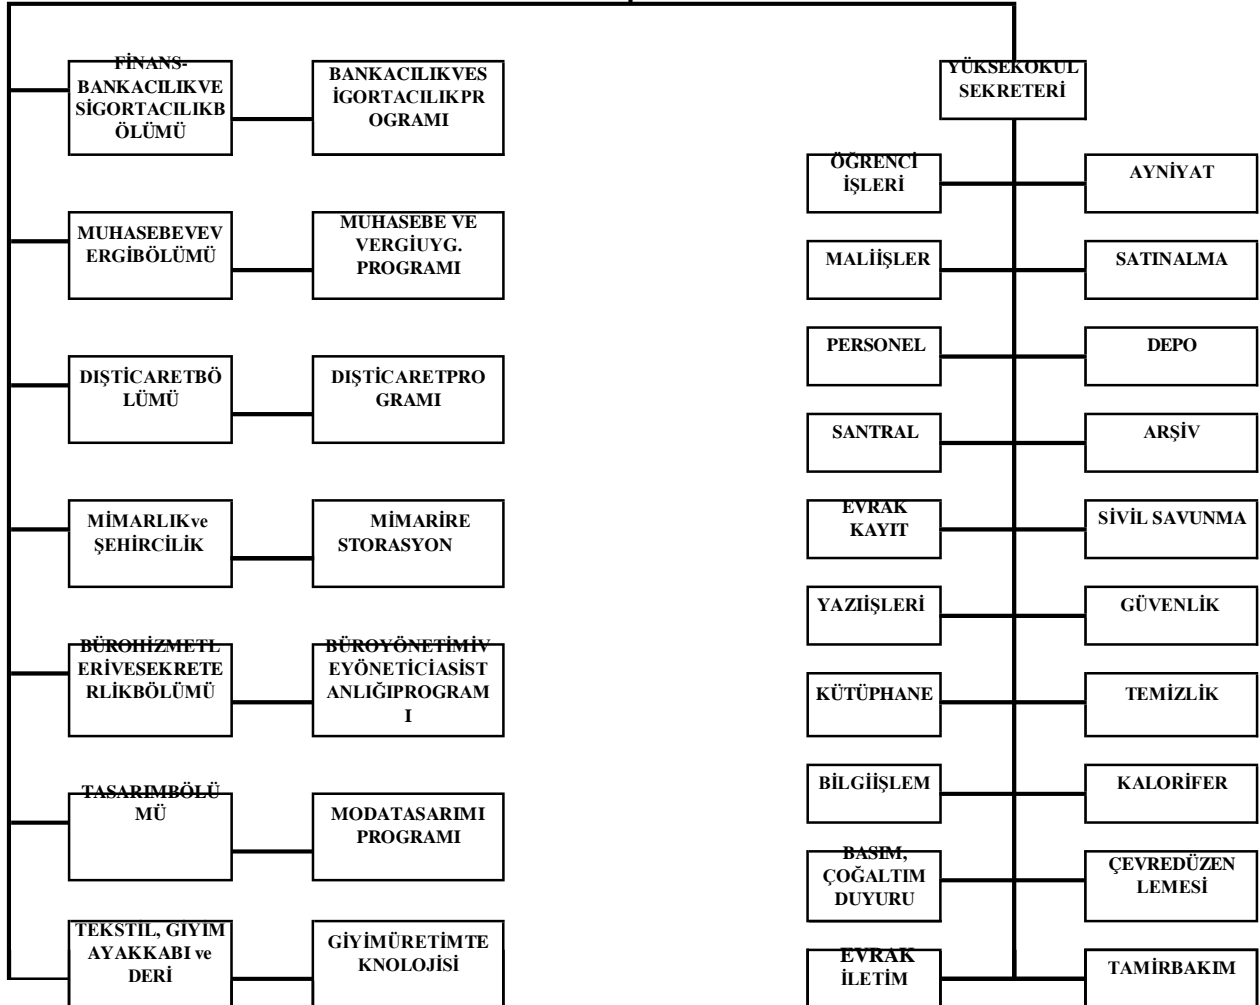 FİNANS-
BANKACILIKVE
SİGORTACILIKB
ÖLÜMÜ
BANKACILIKVES
İGORTACILIKPR
OGRAMI
MUHASEBEVEV
ERGİBÖLÜMÜ
MUHASEBE VE
VERGİUYG.
PROGRAMI
DIŞTİCARETBÖ
LÜMÜ
DIŞTİCARETPRO
GRAMI
MİMARLIKve
ŞEHİRCİLİK
MİMARİRE
STORASYON
BÜROHİZMETL
ERİVESEKRETE
RLİKBÖLÜMÜ
BÜROYÖNETİMİV
EYÖNETİCİASİST
ANLIĞIPROGRAM
I
TASARIMBÖLÜ
MÜ
MODATASARIMI
PROGRAMI
TEKSTİL, GİYİM
AYAKKABI ve
DERİ
GİYİMÜRETİMTE
KNOLOJİSİ
YÜKSEKOKUL
SEKRETERİ
ÖĞRENCİ
İŞLERİ
AYNİYAT
MALİİŞLER
SATINALMA
PERSONEL
DEPO
SANTRAL
ARŞİV
EVRAK
KAYIT
SİVİL SAVUNMA
YAZIİŞLERİ
GÜVENLİK
KÜTÜPHANE
TEMİZLİK
BİLGİİŞLEM
KALORİFER
BASIM,
ÇOĞALTIM
DUYURU
ÇEVREDÜZEN
LEMESİ
EVRAK
İLETİM
TAMİRBAKIM